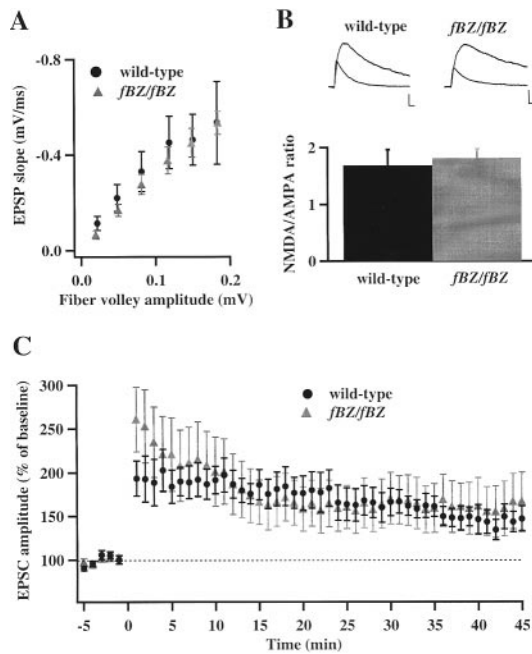 A
-0.8
-0.4
0.0
EPSP slope (mV/ms)
wild-type
fBZ/fBZ
0.0
0.1
0.2
Fiber volley amplitude (mV)
B
wild-type
fBZ/fBZ
2
1
0
NMDA/AMPA ratio
wild-type
fBZ/fBZ
C
300
250
200
150
100
EPSC amplitude (% of baseline)
wild-type
fBZ/fBZ
-5
0
5
10
15
20
25
30
35
40
45
Time (min)